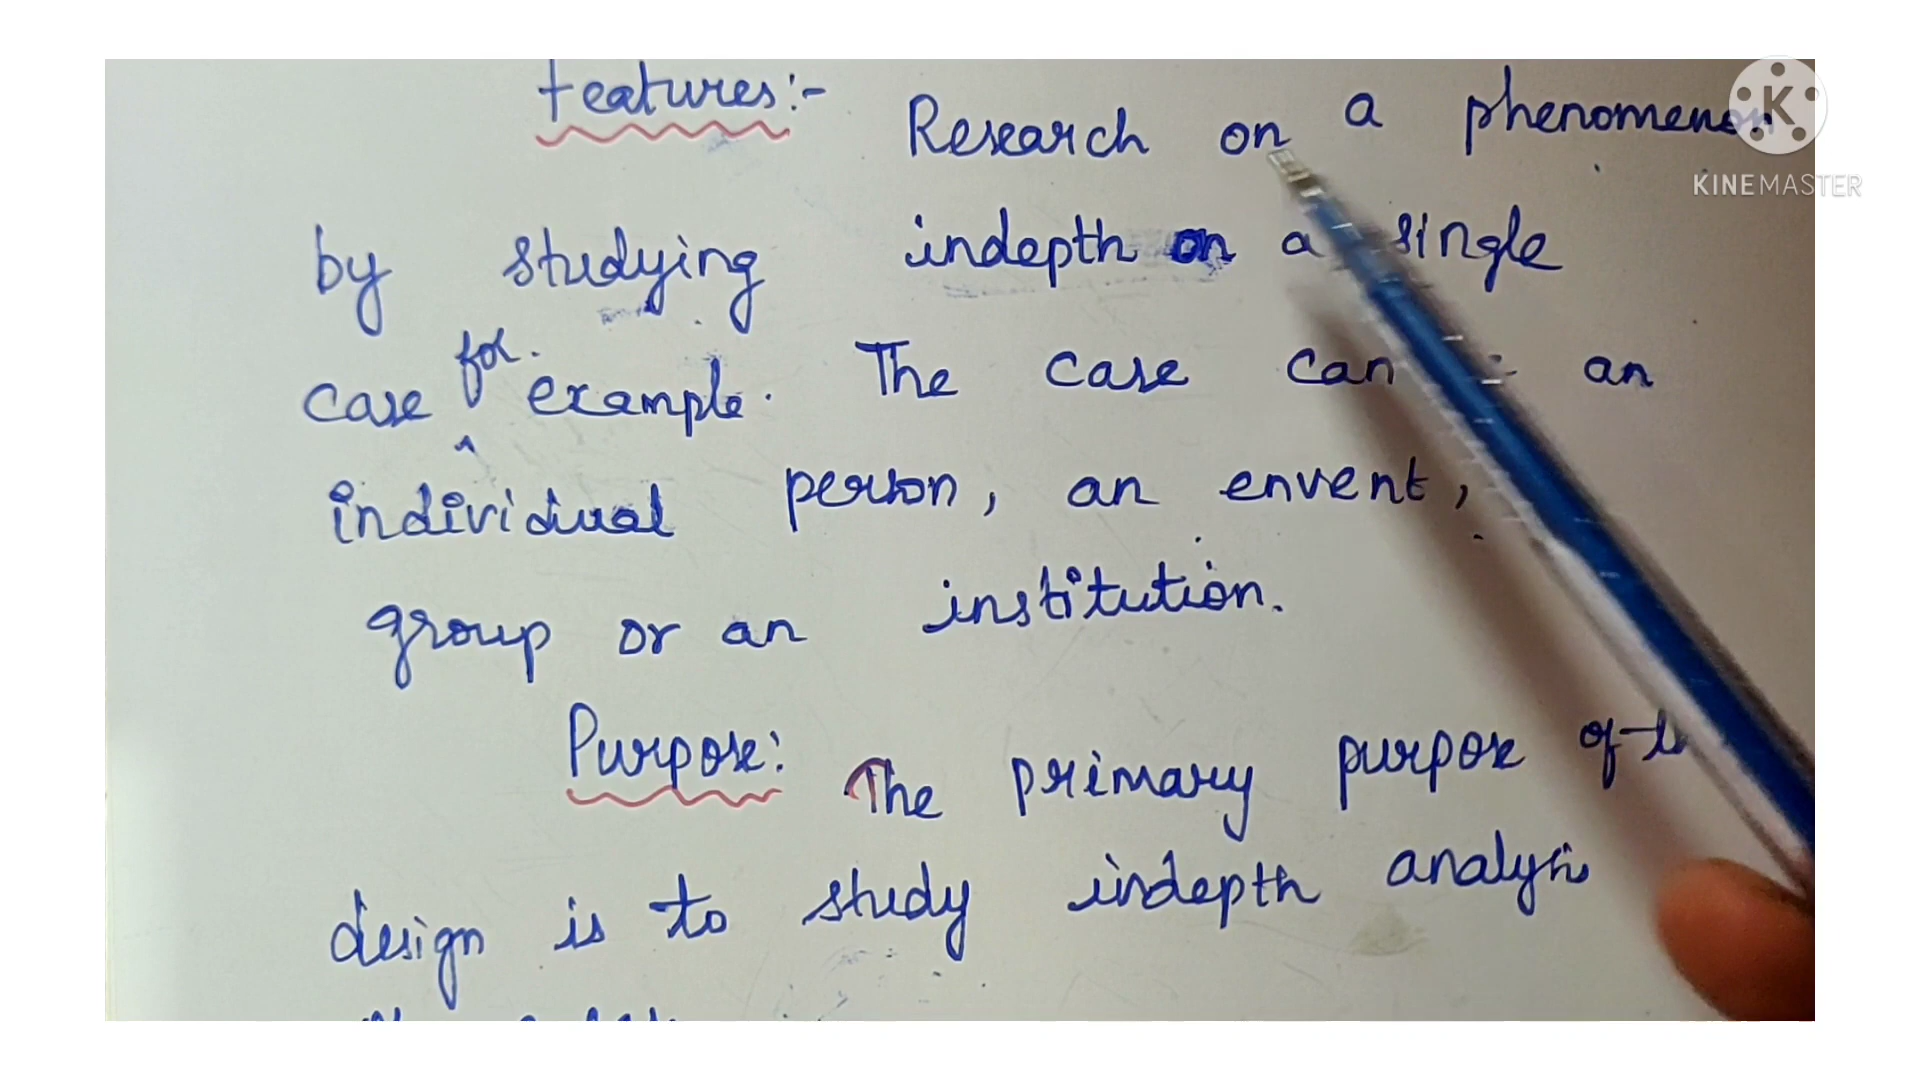 Features:- Research on a phenomenon
KINEMASTER
by studying indepth on a single
case for example. The case can an
individual person, an envent,
group or an institution.
Purpose: The primary purpose of
design is to study indepth analysis